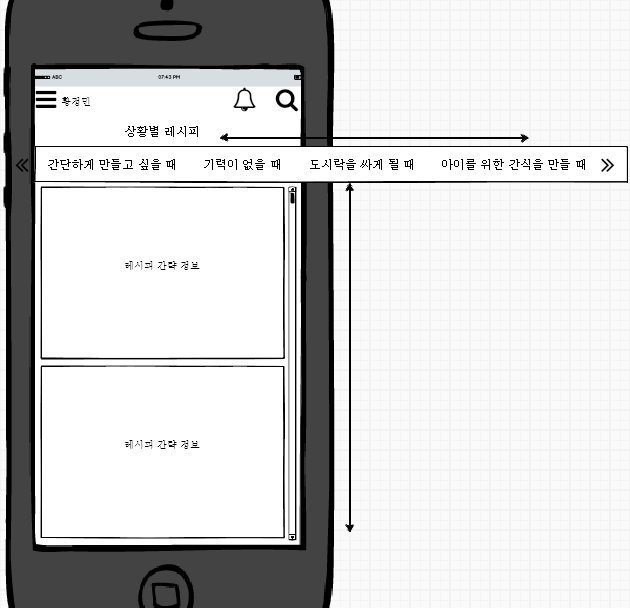 ABC 07:43 PM
황정민
상황별 레시피
간단하게 만들고 싶을 때 기력이 없을 때 도시락을 싸게 될 때 아이를 위한 간식을 만들 때
레시피 간략 정보
레시피 간략 정보